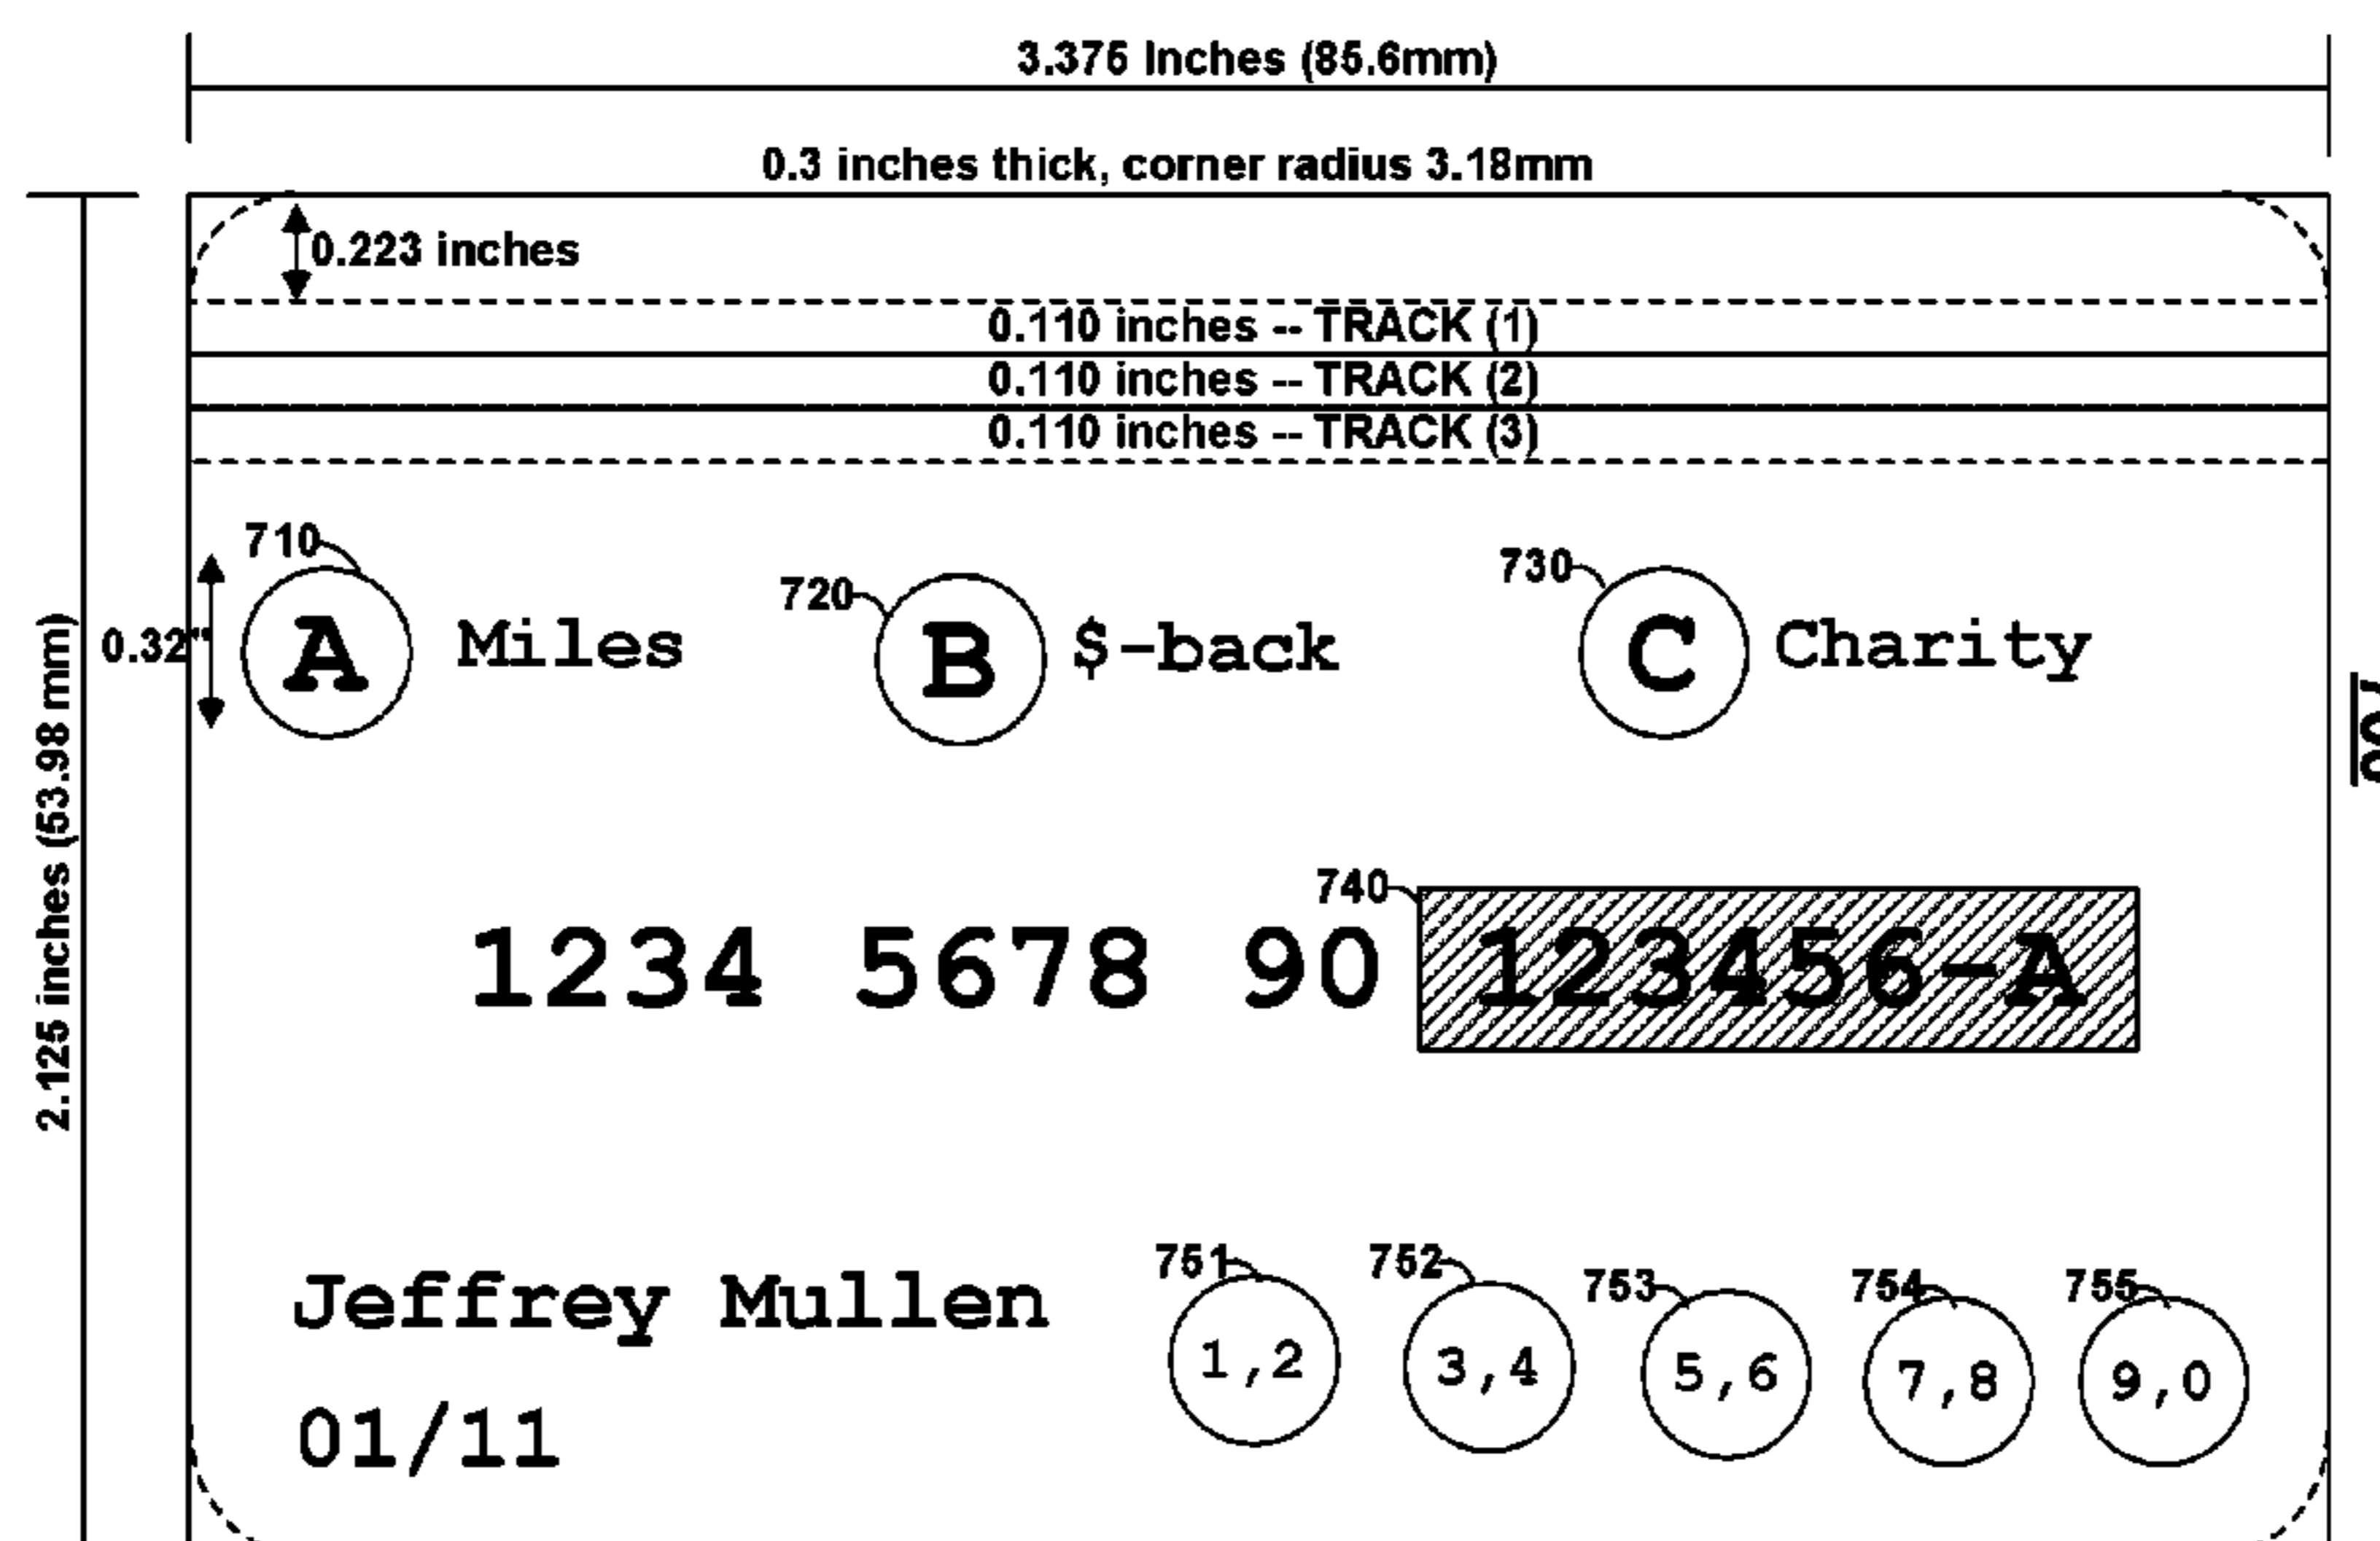 3.375 Inches (85.6mm)
0.3 inches thick, corner radius 3.18mm
0.223 inches
0.110 inches -- TRACK (1)
0.110 inches -- TRACK (2)
0.110 inches -- TRACK (3)
710 720 730
0.32" A Miles B $-back C Charity
2.125 inches (53.98 mm)
700
740
1234 5678 90 123456-A
751 752 753 754 755
Jeffrey Mullen 1,2 3,4 5,6 7,8 9,0
01/11